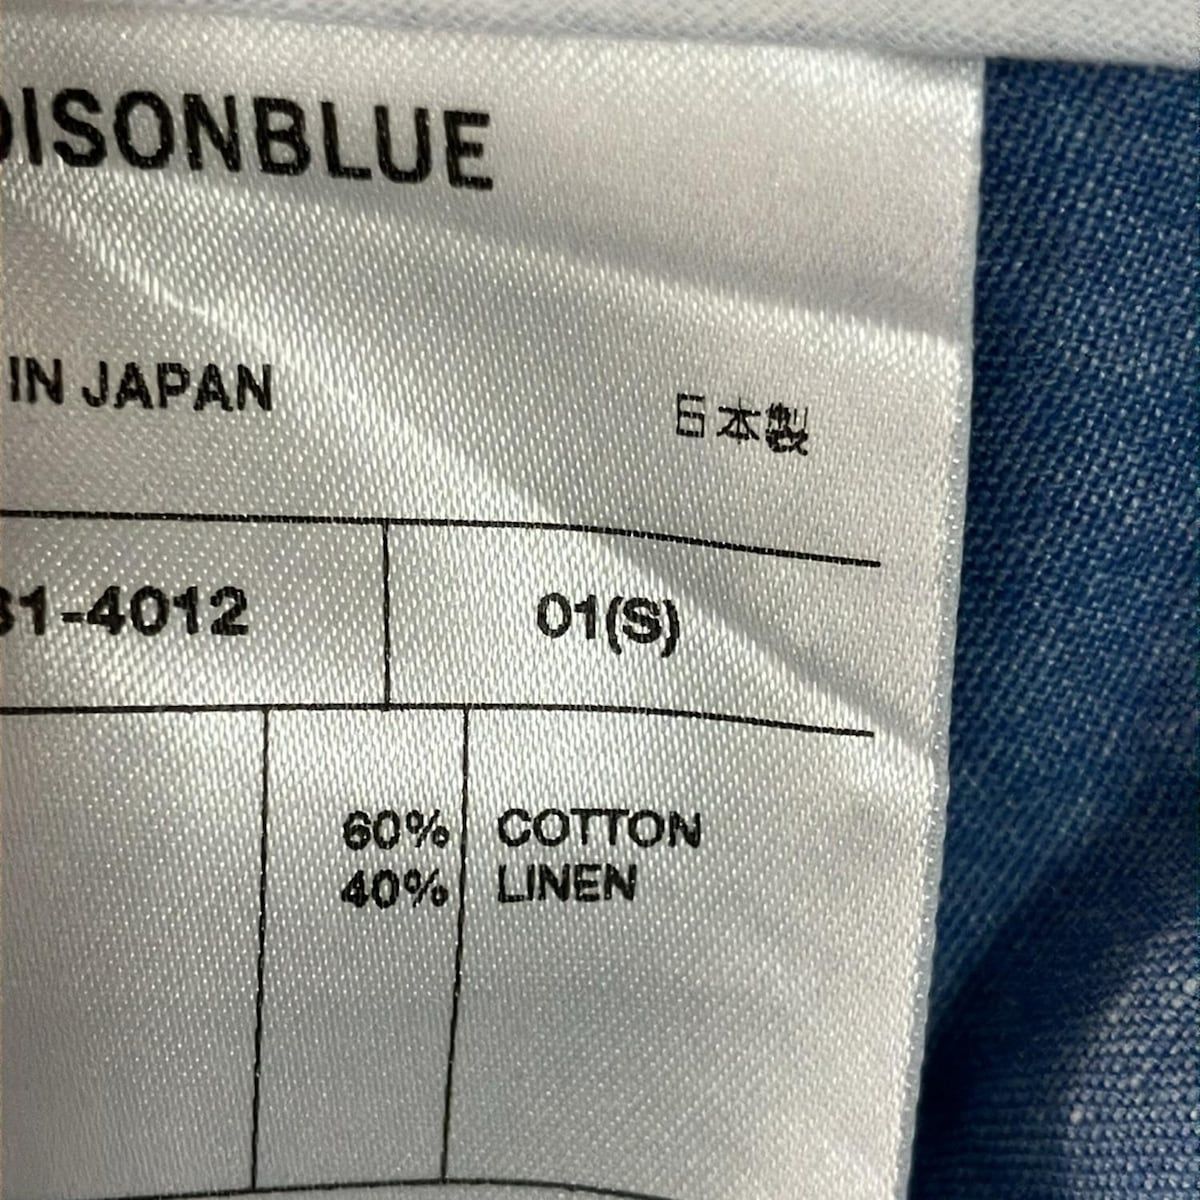 DISONBLUE
IN JAPAN 日本製
31-4012 01(S)
60% COTTON
40% LINEN